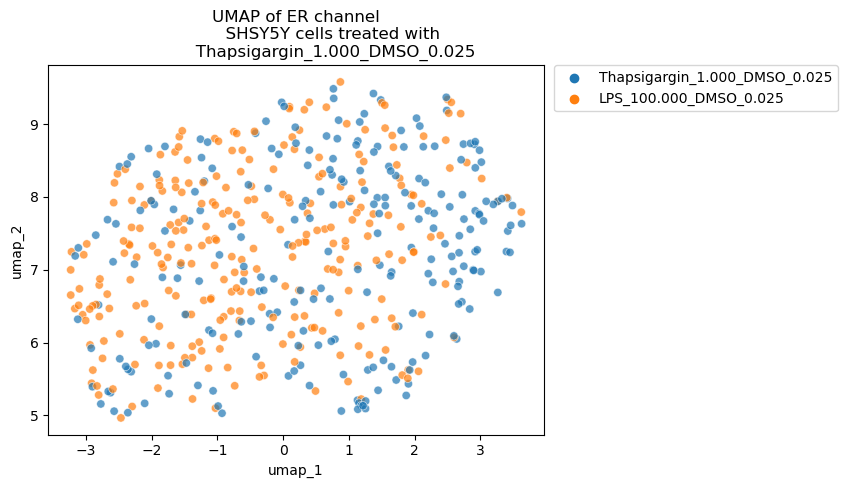 UMAP of ER channel
SHSY5Y cells treated with
Thapsigargin_1.000_DMSO_0.025
Thapsigargin_1.000_DMSO_0.025
LPS_100.000_DMSO_0.025
umap_2
9
8
7
6
5
−3
−2
−1
0
1
2
3
umap_1